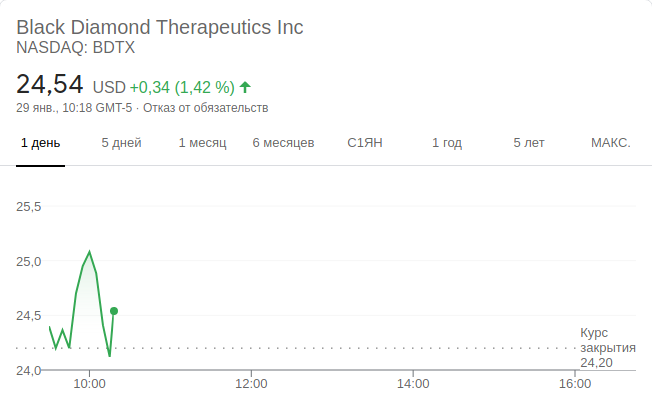 Black Diamond Therapeutics Inc
NASDAQ: BDTX
24,54 USD +0,34 (1,42 %)
29 янв., 10:18 GMT-5 · Отказ от обязательств
1 день 5 дней 1 месяц 6 месяцев С1ЯН 1 год 5 лет МАКС.
25,5
25,0
24,5
Курс
закрытия
24,20
24,0
10:00 12:00 14:00 16:00